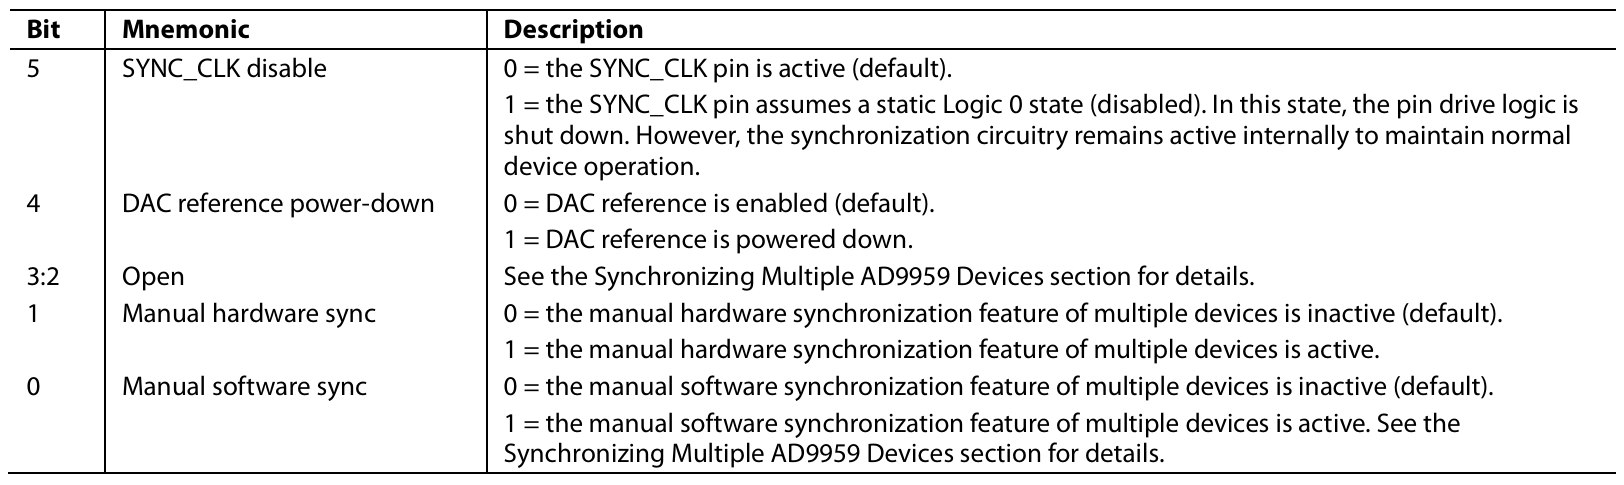 Bit Mnemonic Description
5 SYNC_CLK disable 0 = the SYNC_CLK pin is active (default).
1 = the SYNC_CLK pin assumes a static Logic 0 state (disabled). In this state, the pin drive logic is
shut down. However, the synchronization circuitry remains active internally to maintain normal
device operation.
4 DAC reference power-down 0 = DAC reference is enabled (default).
1 = DAC reference is powered down.
3:2 Open See the Synchronizing Multiple AD9959 Devices section for details.
1 Manual hardware sync 0 = the manual hardware synchronization feature of multiple devices is inactive (default).
1 = the manual hardware synchronization feature of multiple devices is active.
0 Manual software sync 0 = the manual software synchronization feature of multiple devices is inactive (default).
1 = the manual software synchronization feature of multiple devices is active. See the
Synchronizing Multiple AD9959 Devices section for details.